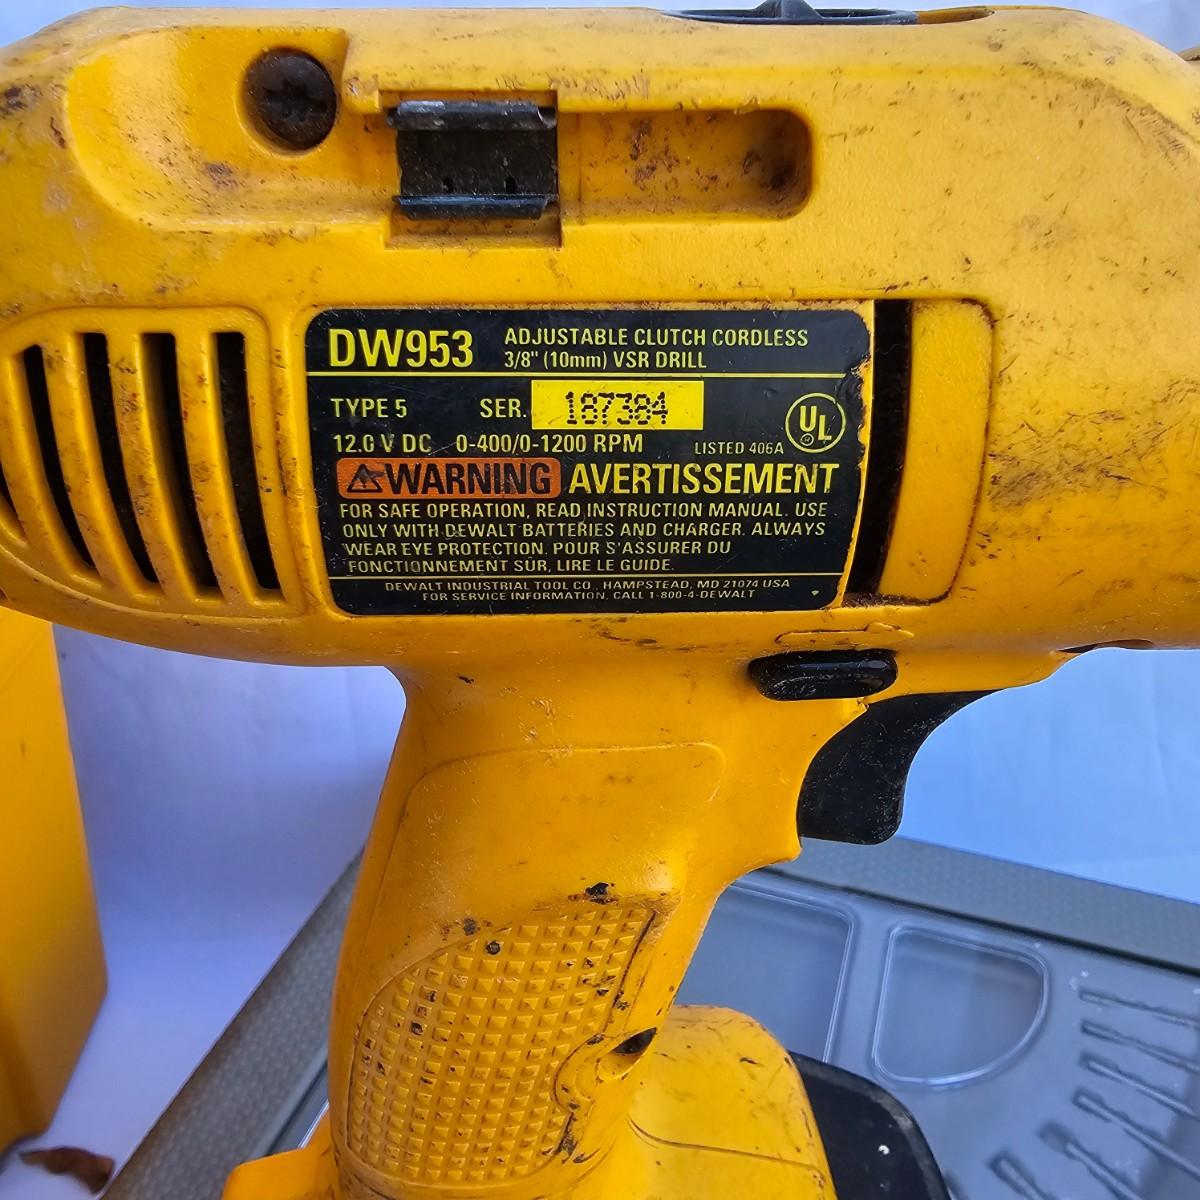 DW953 ADJUSTABLE CLUTCH CORDLESS
3/8" (10mm) VSR DRILL
TYPE 5 SER. 187384
12.0 V DC 0-400/0-1200 RPM LISTED 406A
UL
WARNING AVERTISSEMENT
FOR SAFE OPERATION, READ INSTRUCTION MANUAL. USE
ONLY WITH DEWALT BATTERIES AND CHARGER. ALWAYS
WEAR EYE PROTECTION. POUR S'ASSURER DU
FONCTIONNEMENT SÛR, LIRE LE GUIDE.
DEWALT INDUSTRIAL TOOL CO., HAMPSTEAD, MD 21074 USA
FOR SERVICE INFORMATION, CALL 1-800-4-DEWALT